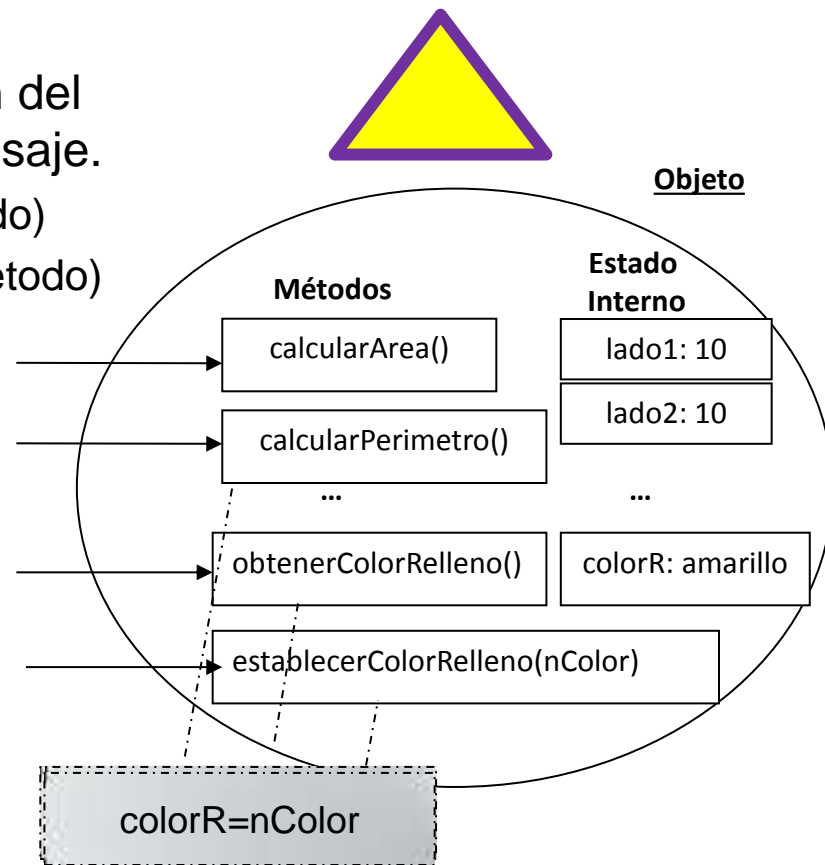 del
saje.
do)
etodo)
Objeto
Métodos
Estado
Interno
calcularArea()
lado1: 10
lado2: 10
calcularPerimetro()
...
...
obtenerColorRelleno()
colorR: amarillo
establecerColorRelleno(nColor)
colorR=nColor